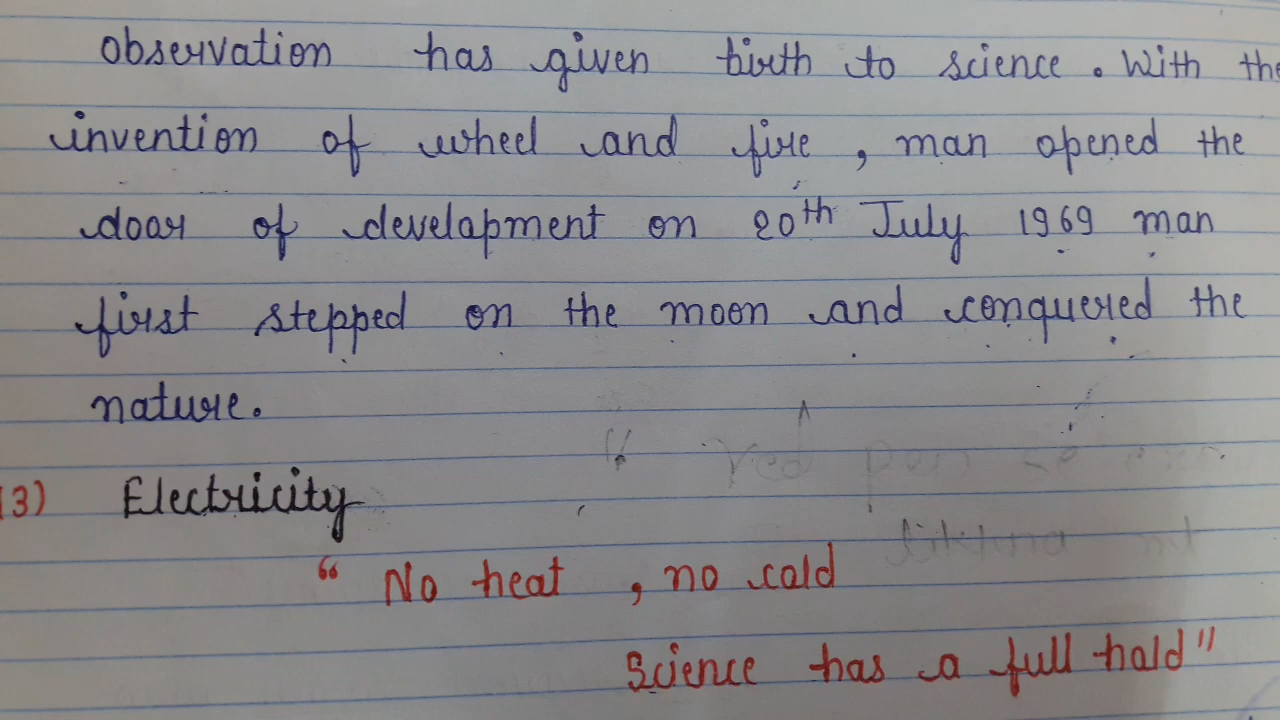 observation has given birth to science. With the
invention of wheel and fire, man opened the
door of development on 20th July 1969 man
first stepped on the moon and conquered the
nature.
(3) Electricity
"No heat, no cold
Science has a full hold"